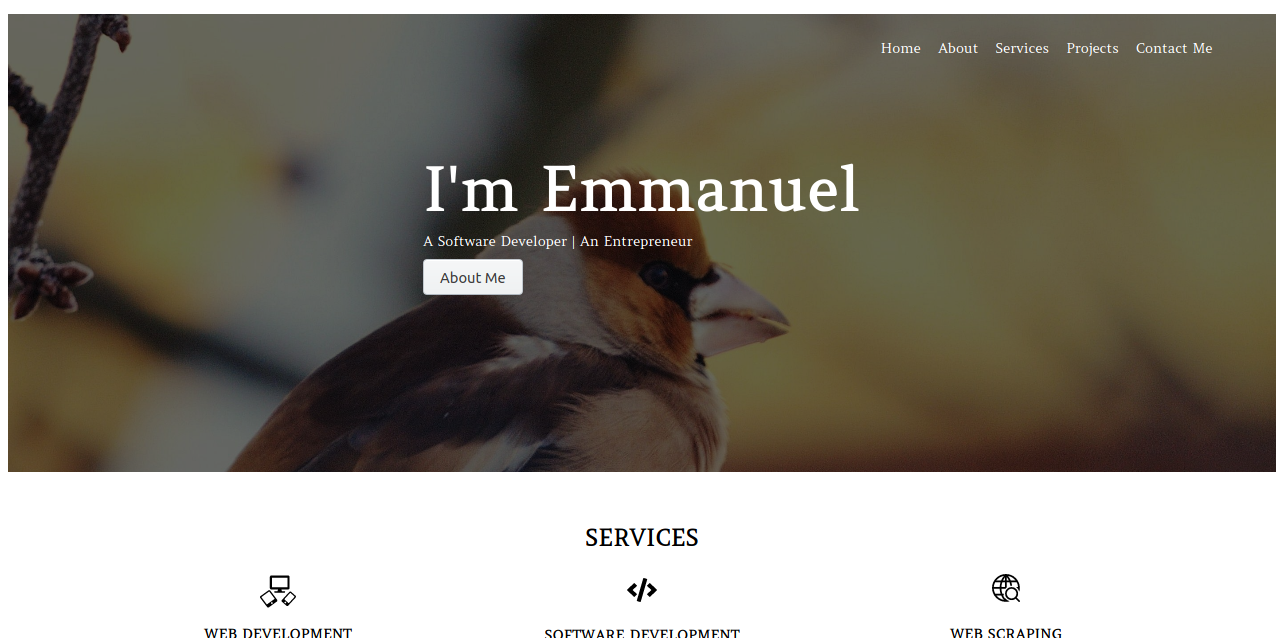 Home About Services Projects Contact Me
I'm Emmanuel
A Software Developer | An Entrepreneur
About Me
SERVICES
WEB DEVELOPMENT SOFTWARE DEVELOPMENT WEB SCRAPING